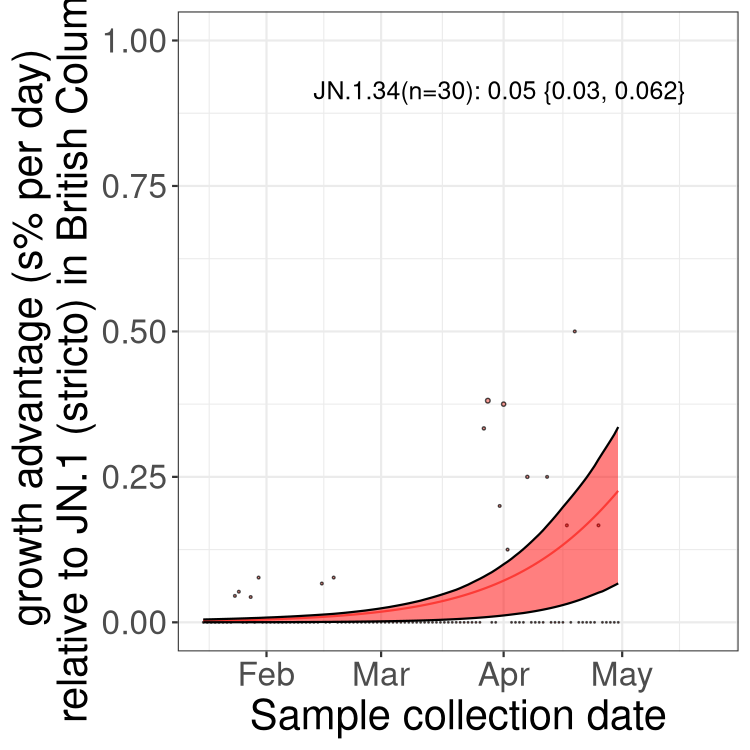 growth advantage (s% per day)
relative to JN.1 (stricto) in British Colum
JN.1.34(n=30): 0.05 {0.03, 0.062}
1.00
0.75
0.50
0.25
0.00
Feb Mar Apr May
Sample collection date